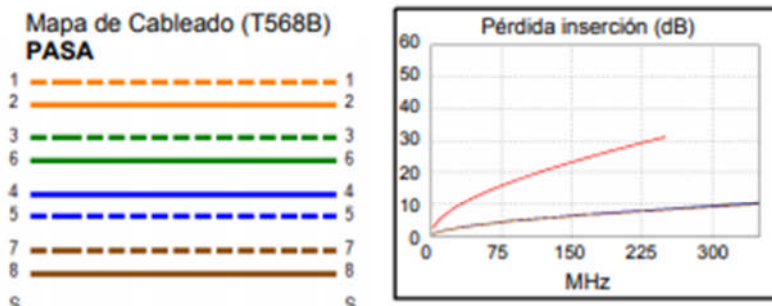 Mapa de Cableado (T568B)
PASA
1 1
2 2
3 3
6 6
4 4
5 5
7 7
8 8
S S
Pérdida inserción (dB)
60
50
40
30
20
10
0
0 75 150 225 300
MHz